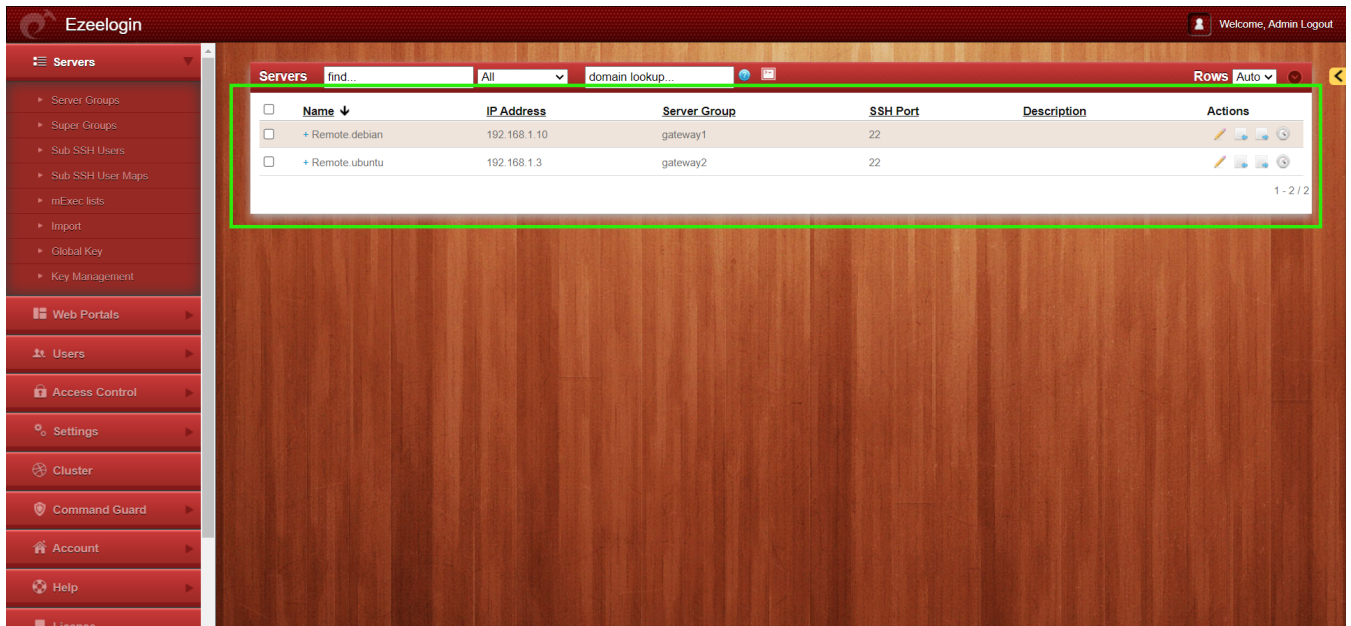 Ezeelogin
Welcome, Admin Logout
Servers
Server Groups
Super Groups
Sub SSH Users
Sub SSH User Maps
mExec lists
Import
Global Key
Key Management
Web Portals
Users
Access Control
Settings
Cluster
Command Guard
Account
Help
License
Servers find... All domain lookup... Rows Auto
Name IP Address Server Group SSH Port Description Actions
+ Remote.debian 192.168.1.10 gateway1 22
+ Remote.ubuntu 192.168.1.3 gateway2 22
1 - 2 / 2